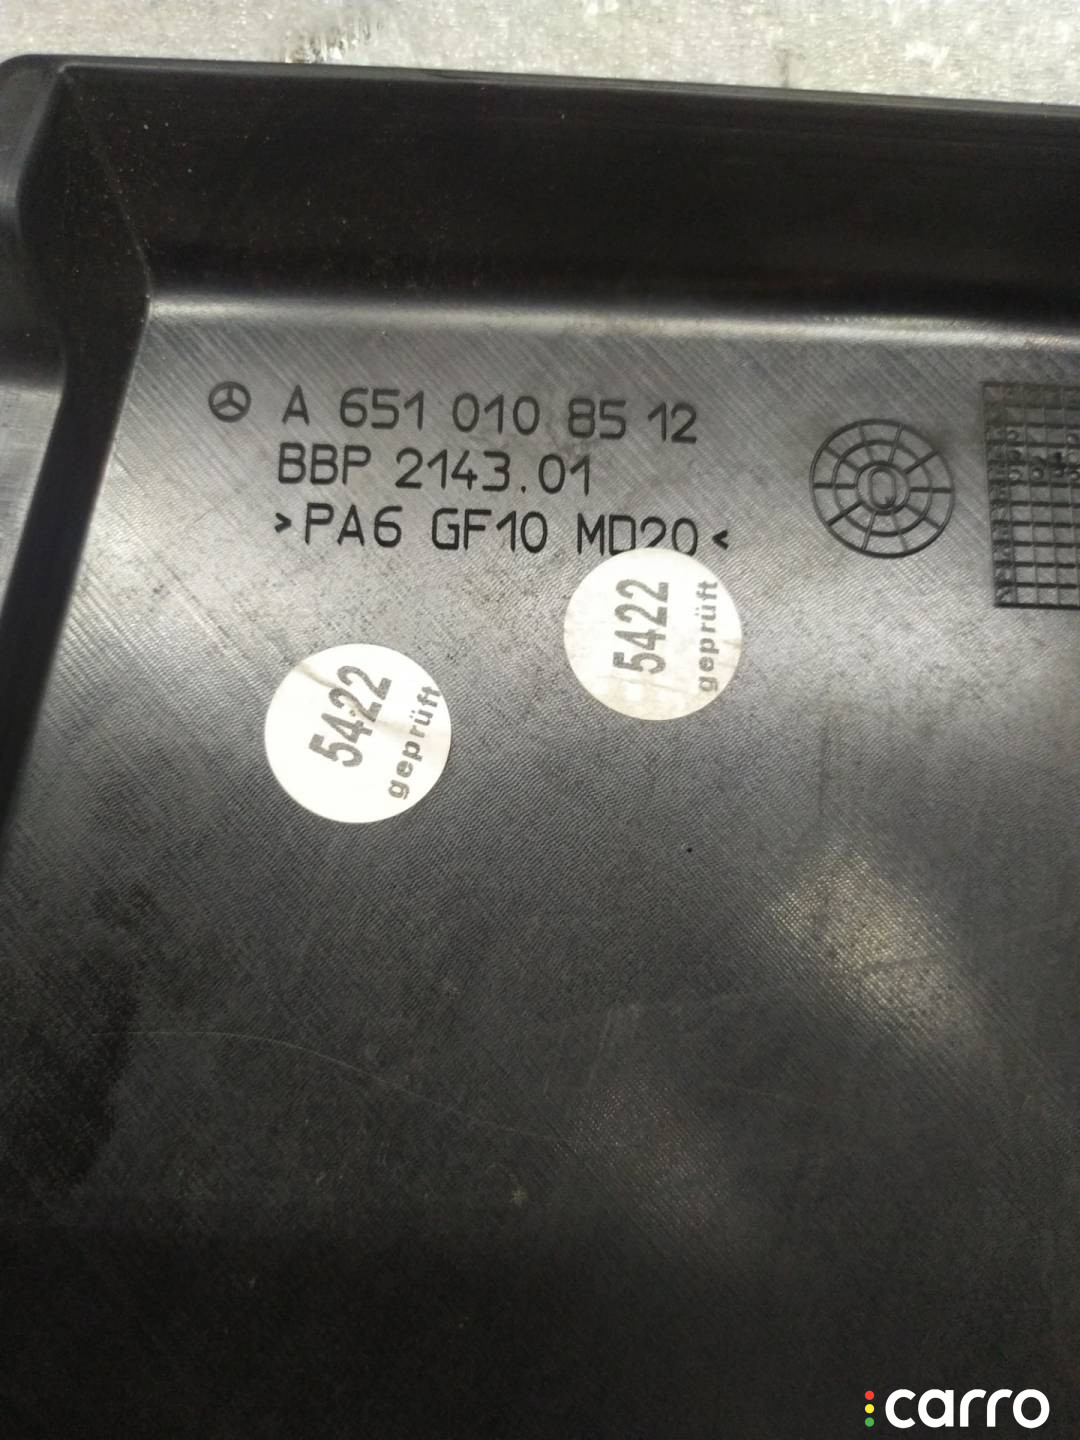 A 651 010 85 12
BBP 2143.01
>PA6 GF10 MD20<
Q
5422
geprüft
5422
geprüft
carro